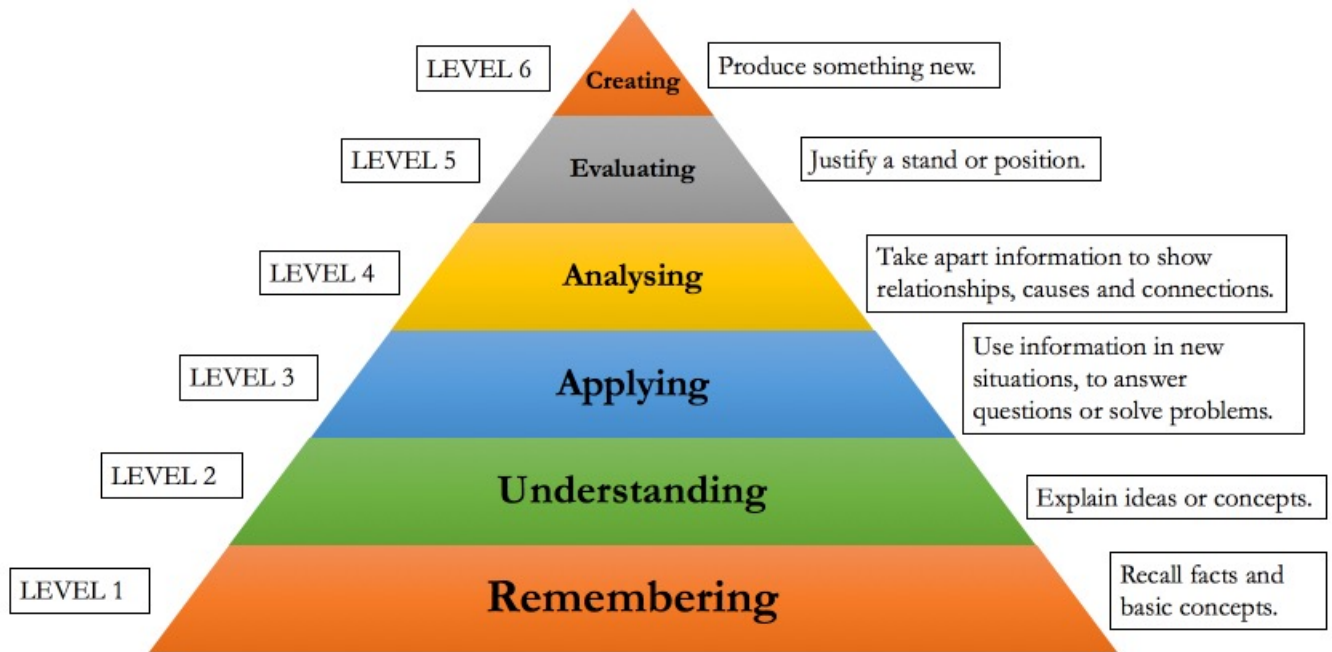 LEVEL 6
Creating
Produce something new.
LEVEL 5
Evaluating
Justify a stand or position.
LEVEL 4
Analysing
Take apart information to show
relationships, causes and connections.
LEVEL 3
Applying
Use information in new
situations, to answer
questions or solve problems.
LEVEL 2
Understanding
Explain ideas or concepts.
LEVEL 1
Remembering
Recall facts and
basic concepts.